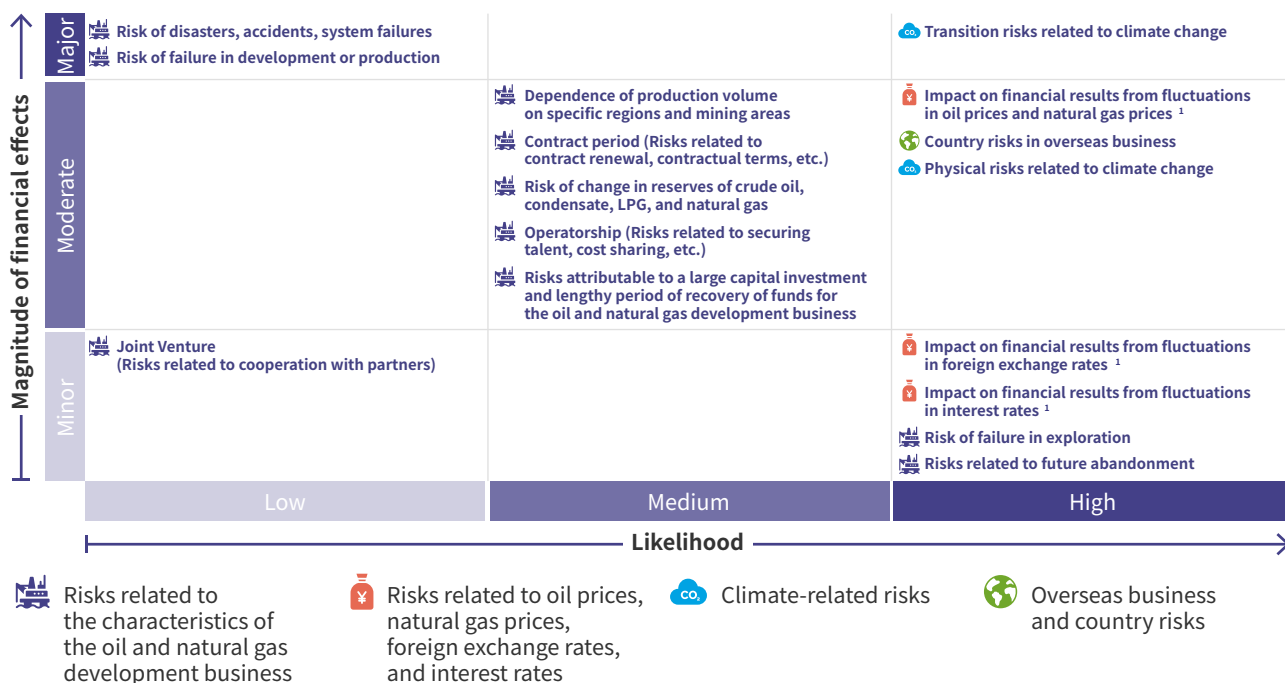 Magnitude of financial effects
Major
Risk of disasters, accidents, system failures
Risk of failure in development or production
Transition risks related to climate change
Moderate
Dependence of production volume
on specific regions and mining areas
Contract period (Risks related to
contract renewal, contractual terms, etc.)
Risk of change in reserves of crude oil,
condensate, LPG, and natural gas
Operatorship (Risks related to securing
talent, cost sharing, etc.)
Risks attributable to a large capital investment
and lengthy period of recovery of funds for
the oil and natural gas development business
¥
Impact on financial results from fluctuations
in oil prices and natural gas prices ¹
Country risks in overseas business
CO₂
Physical risks related to climate change
Minor
Joint Venture
(Risks related to cooperation with partners)
¥
Impact on financial results from fluctuations
in foreign exchange rates ¹
¥
Impact on financial results from fluctuations
in interest rates ¹
Risk of failure in exploration
Risks related to future abandonment
Low
Medium
High
Likelihood
Risks related to
the characteristics of
the oil and natural gas
development business
¥
Risks related to oil prices,
natural gas prices,
foreign exchange rates,
and interest rates
CO₂
Climate-related risks
Overseas business
and country risks